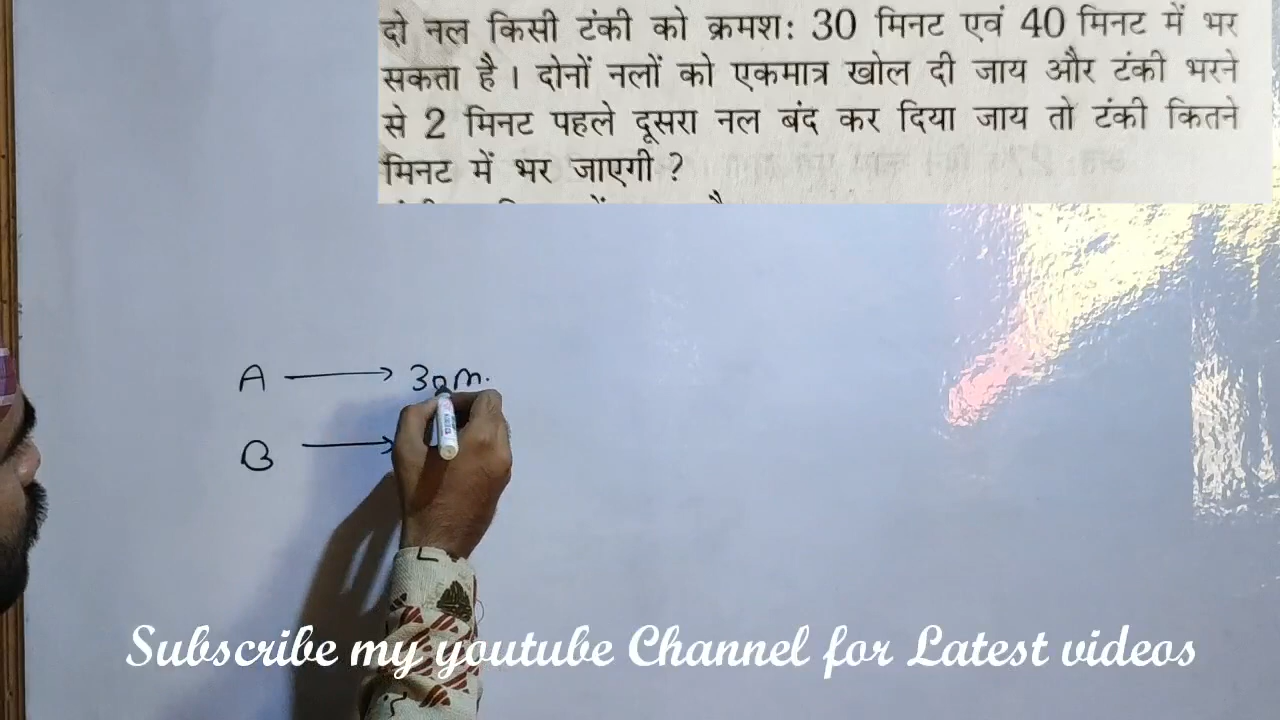 दो नल किसी टंकी को क्रमश: 30 मिनट एवं 40 मिनट में भर
सकता है । दोनों नलों को एकमात्र खोल दी जाय और टंकी भरने
से 2 मिनट पहले दूसरा नल बंद कर दिया जाय तो टंकी कितने
मिनट में भर जाएगी ?
A → 30m.
B →
Subscribe my youtube Channel for Latest videos